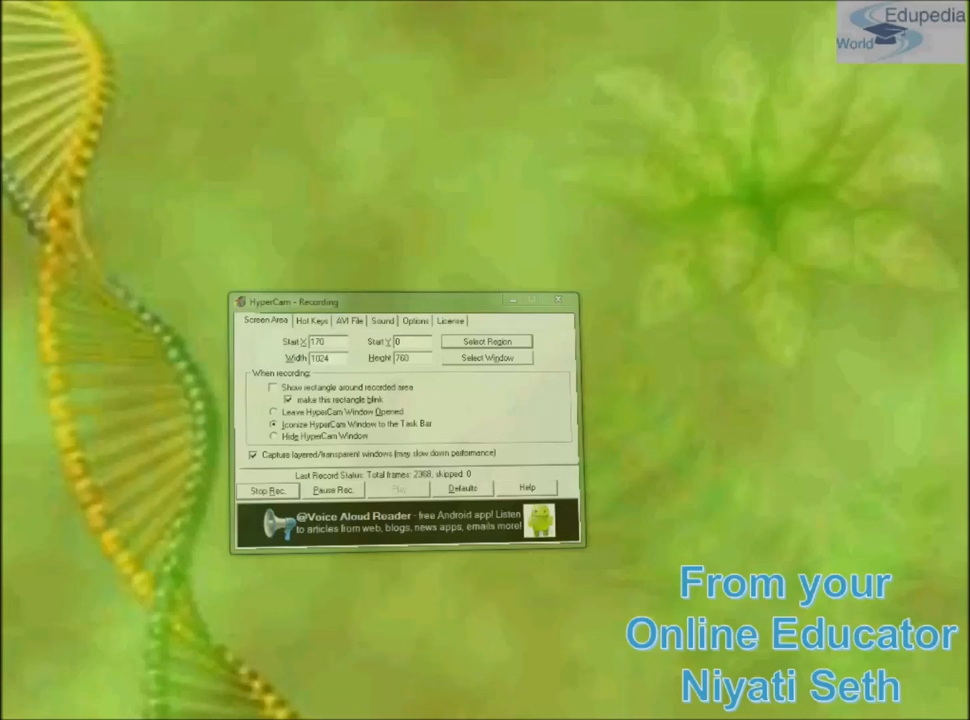 Edupedia
World
HyperCam - Recording
Screen Area Hot Keys AVI File Sound Options License
Start X 170 Start Y 0 Select Region
Width 1024 Height 760 Select Window
When recording:
Show rectangle around recorded area
make this rectangle blink
Leave HyperCam Window Opened
Iconize HyperCam Window to the Task Bar
Hide HyperCam Window
Capture layered/transparent windows (may slow down performance)
Last Record Status: Total frames: 2368, skipped: 0
Stop Rec. Pause Rec. Play Defaults Help
@Voice Aloud Reader - free Android app! Listen
to articles from web, blogs, news apps, emails more!
From your
Online Educator
Niyati Seth